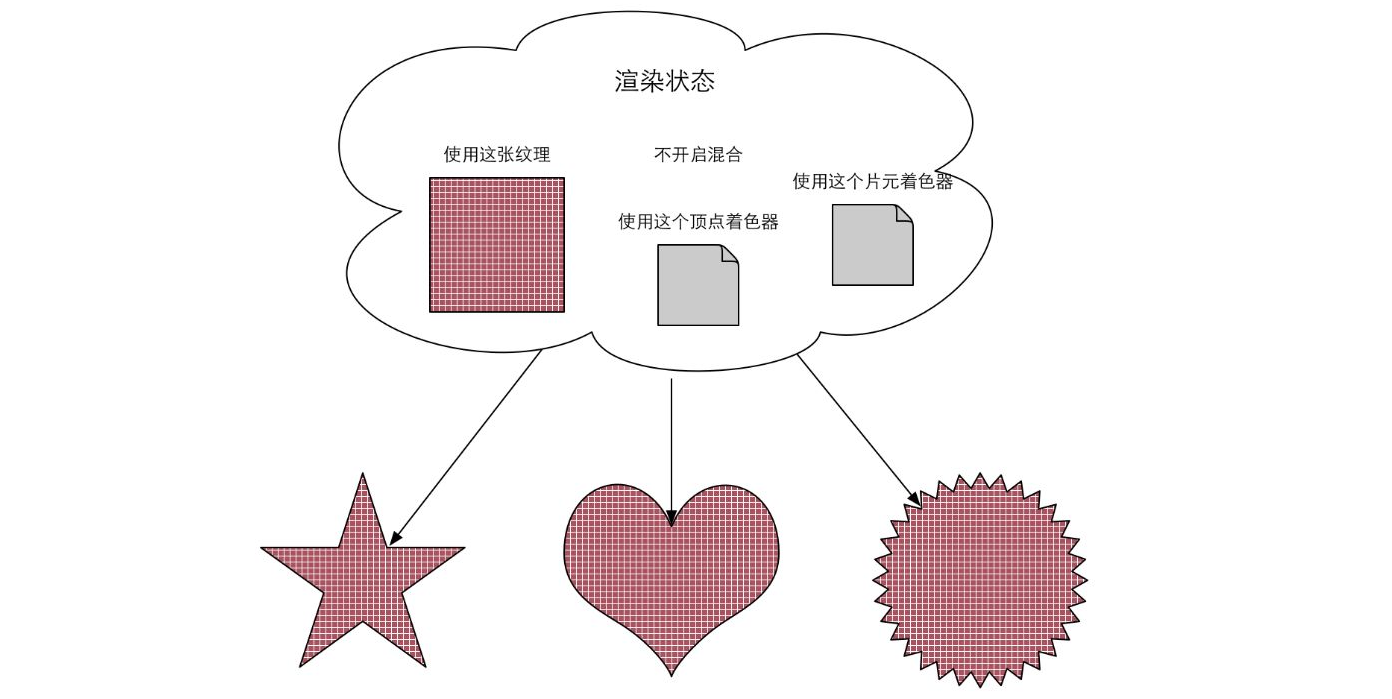 渲染状态
使用这张纹理
不开启混合
使用这个片元着色器
使用这个顶点着色器